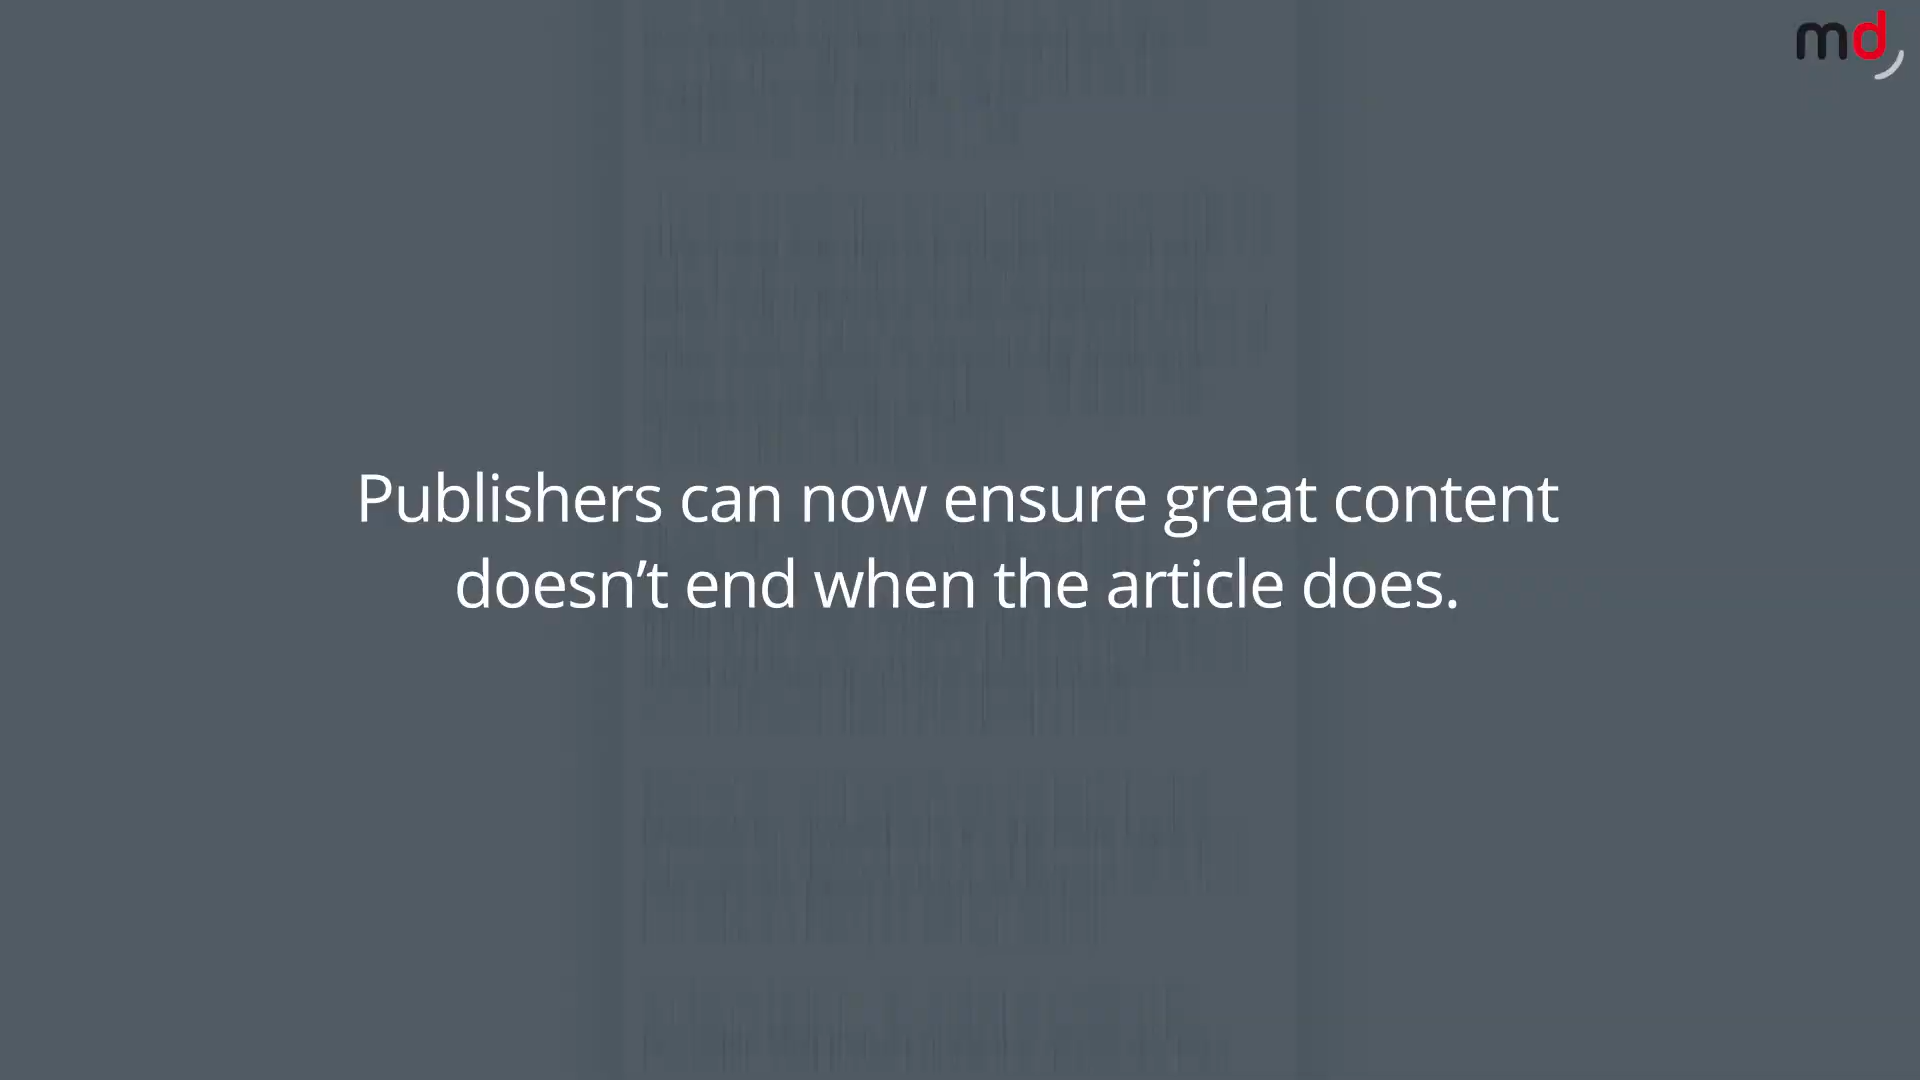 md
Publishers can now ensure great content
doesn’t end when the article does.